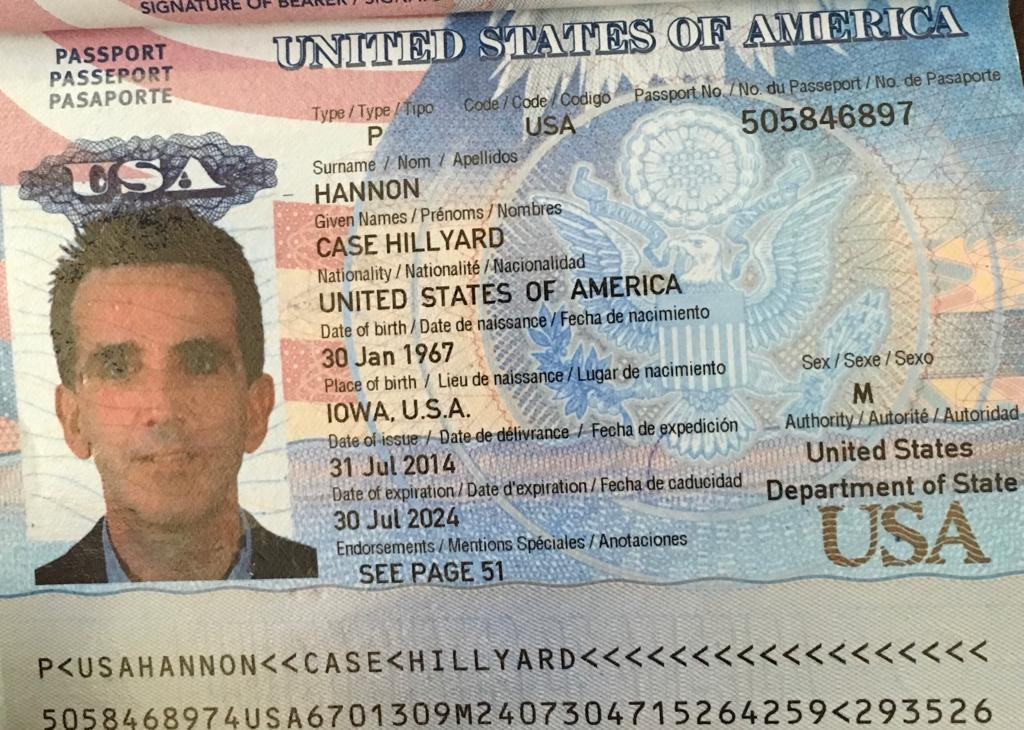 SIGNATURE OF BEARER /
PASSPORT
PASSEPORT
PASAPORTE
UNITED STATES OF AMERICA
Type / Type / Tipo Code / Code / Codigo Passport No. / No. du Passeport / No. de Pasaporte
P USA 505846897
USA
Surname / Nom / Apellidos
HANNON
Given Names / Prénoms / Nombres
CASE HILLYARD
Nationality / Nationalité / Nacionalidad
UNITED STATES OF AMERICA
Date of birth / Date de naissance / Fecha de nacimiento
30 Jan 1967
Place of birth / Lieu de naissance / Lugar de nacimiento Sex / Sexe / Sexo
IOWA, U.S.A. M
Date of issue / Date de délivrance / Fecha de expedición Authority / Autorité / Autoridad
31 Jul 2014 United States
Date of expiration / Date d'expiration / Fecha de caducidad Department of State
30 Jul 2024 USA
Endorsements / Mentions Spéciales / Anotaciones
SEE PAGE 51
P<USAHANNON<<CASE<HILLYARD<<<<<<<<<<<<<<<<<<
5058468974USA6701309M2407304715264259<293526